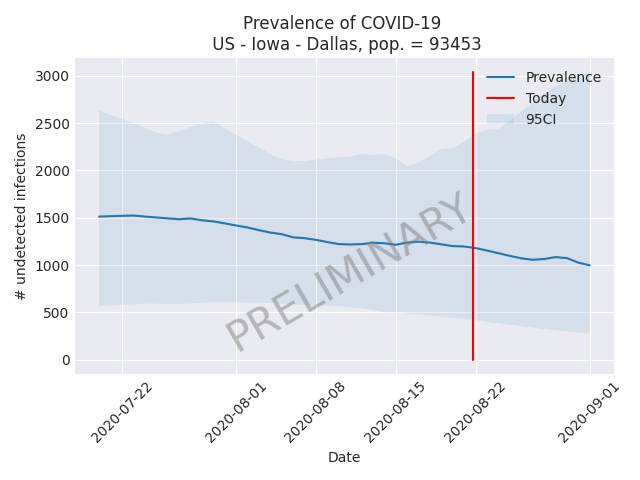 Prevalence of COVID-19
US - Iowa - Dallas, pop. = 93453
3000
2500
2000
1500
1000
500
0
# undetected infections
Prevalence
Today
95CI
PRELIMINARY
2020-07-22
2020-08-01
2020-08-08
2020-08-15
2020-08-22
2020-09-01
Date